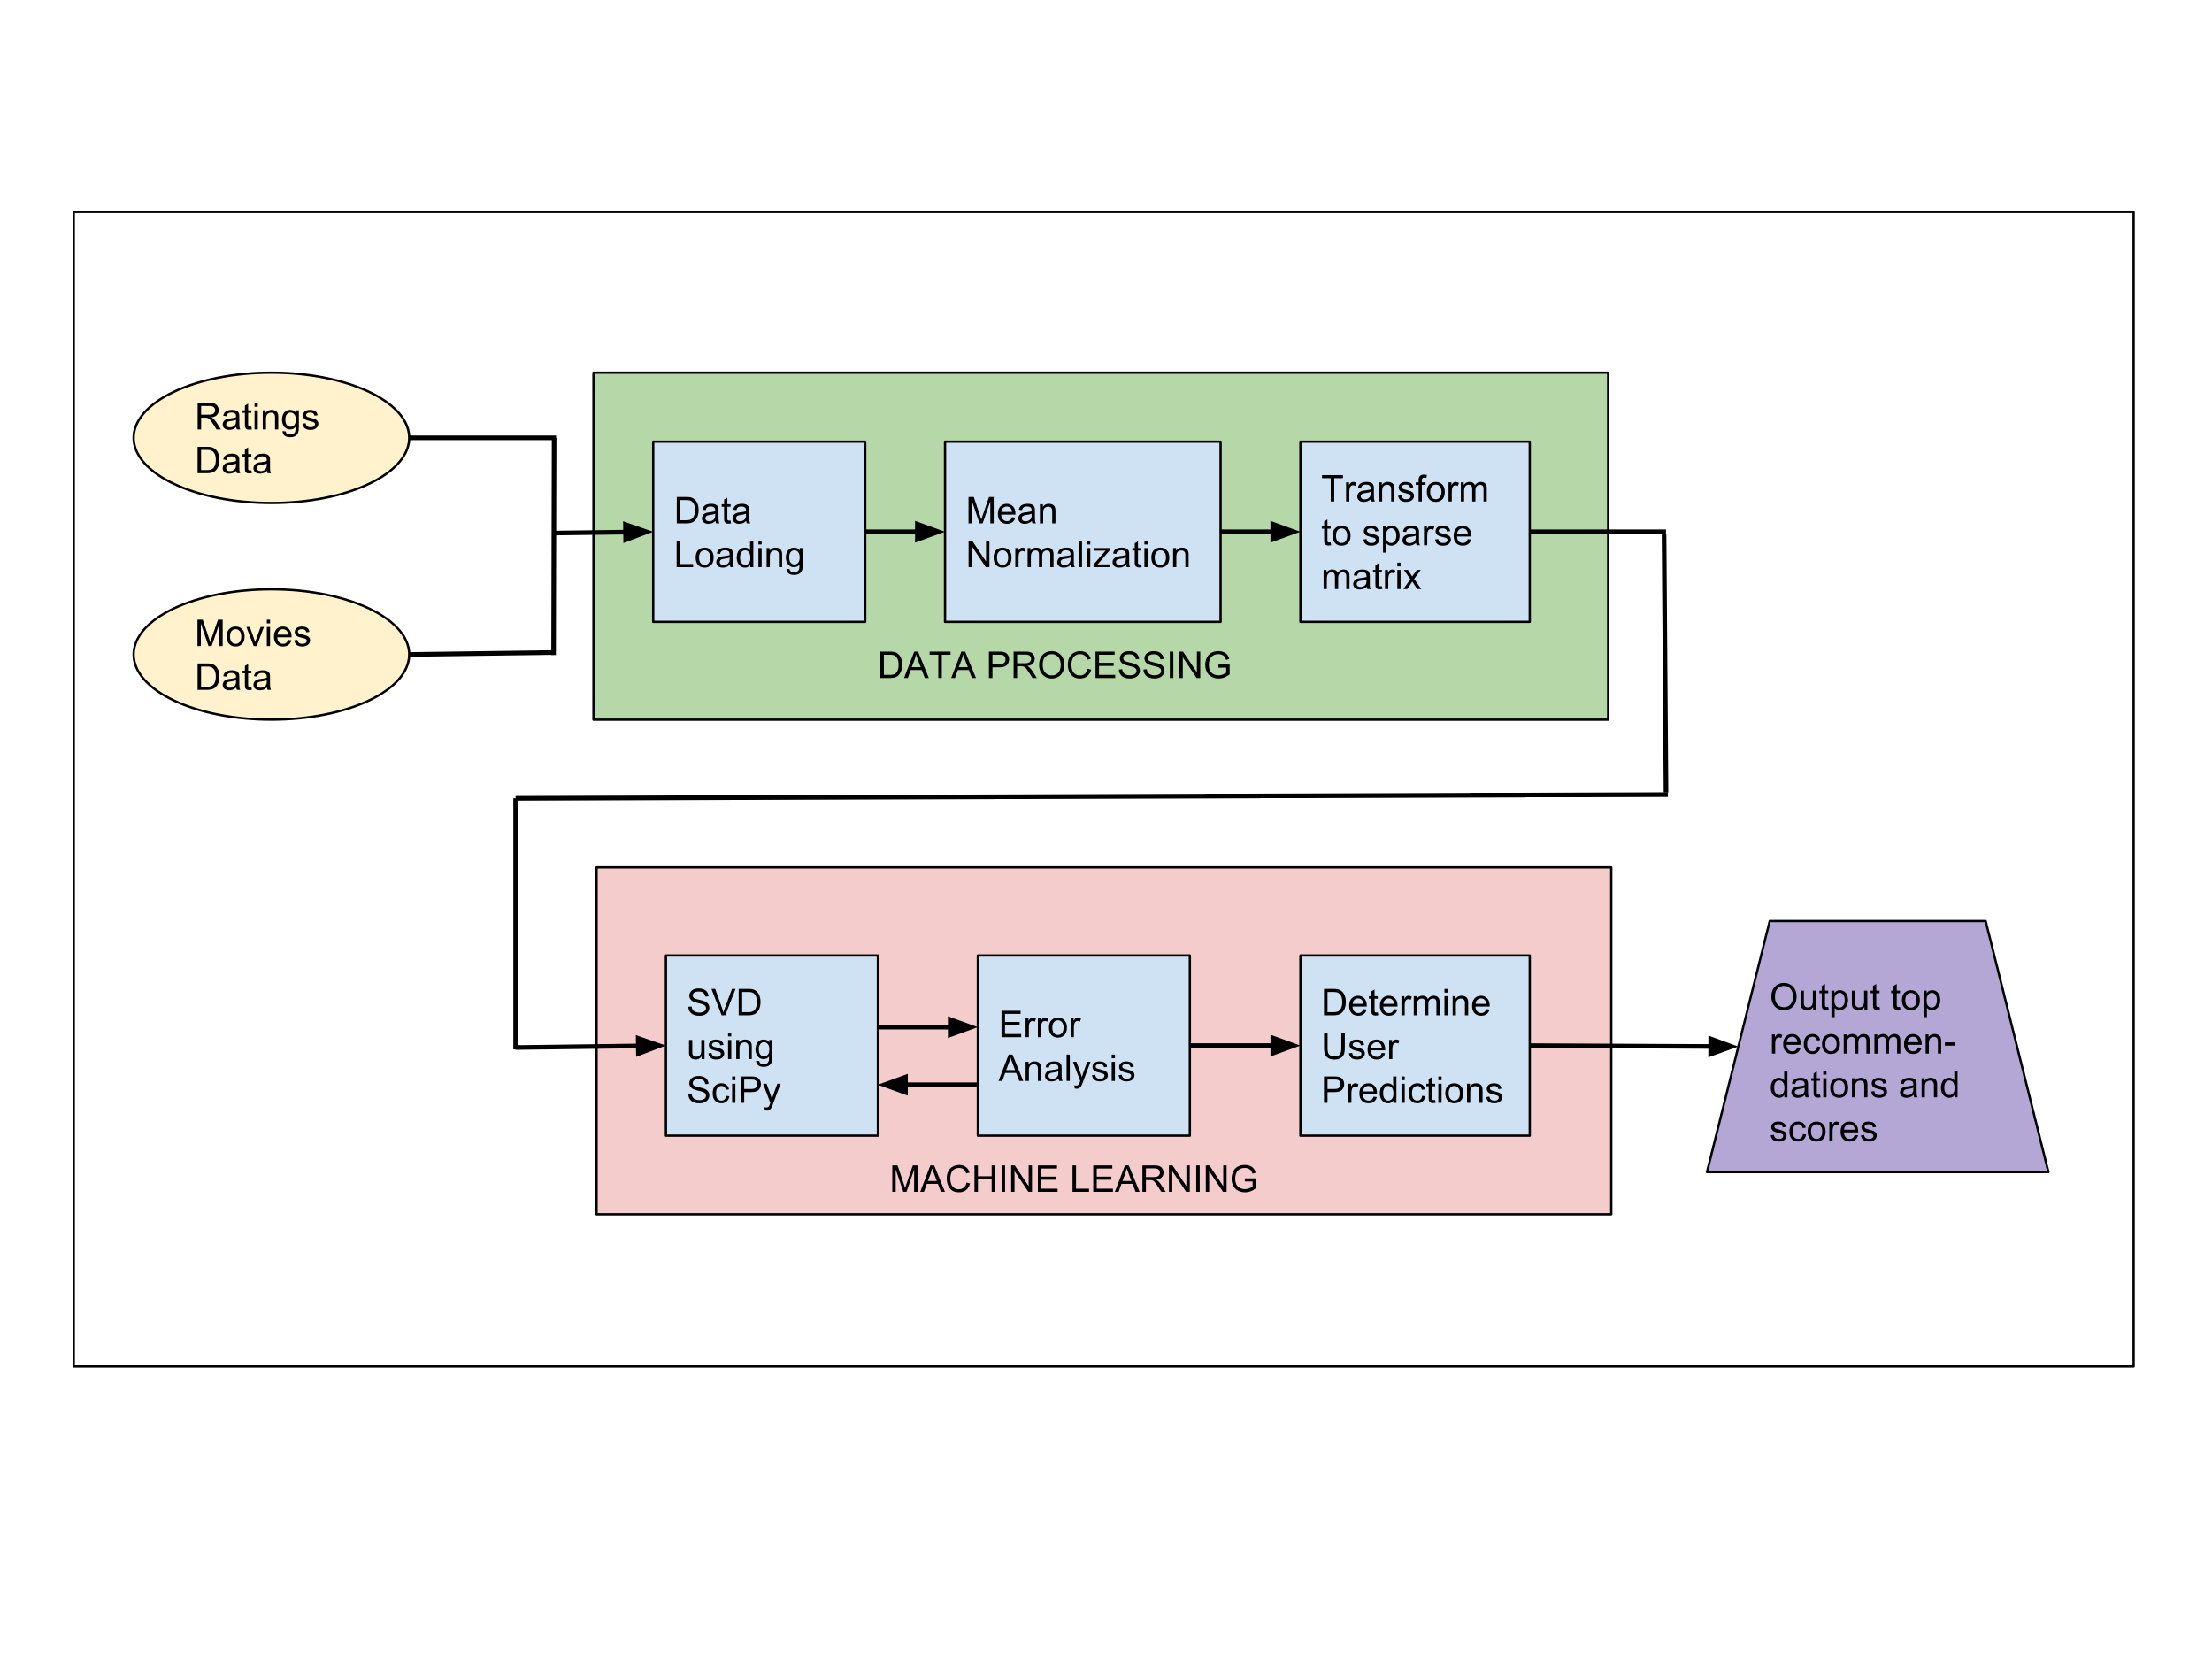 Ratings
Data
Movies
Data
Data
Loading
Mean
Normalization
Transform
to sparse
matrix
DATA PROCESSING
SVD
using
SciPy
Error
Analysis
Determine
User
Predictions
MACHINE LEARNING
Output top
recommen-
dations and
scores